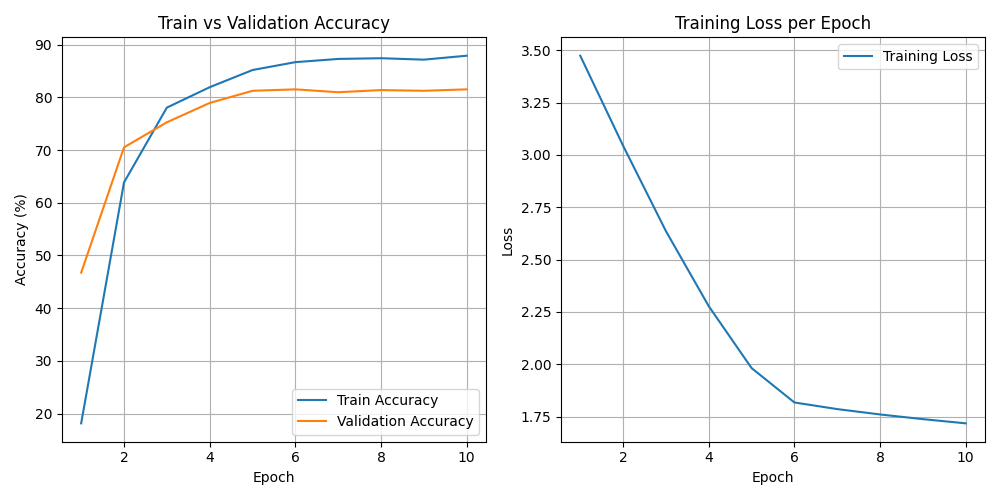 Train vs Validation Accuracy
90
80
70
60
50
40
30
20
Accuracy (%)
Train Accuracy
Validation Accuracy
2 4 6 8 10
Epoch
Training Loss per Epoch
Training Loss
3.50
3.25
3.00
2.75
2.50
2.25
2.00
1.75
Loss
2 4 6 8 10
Epoch